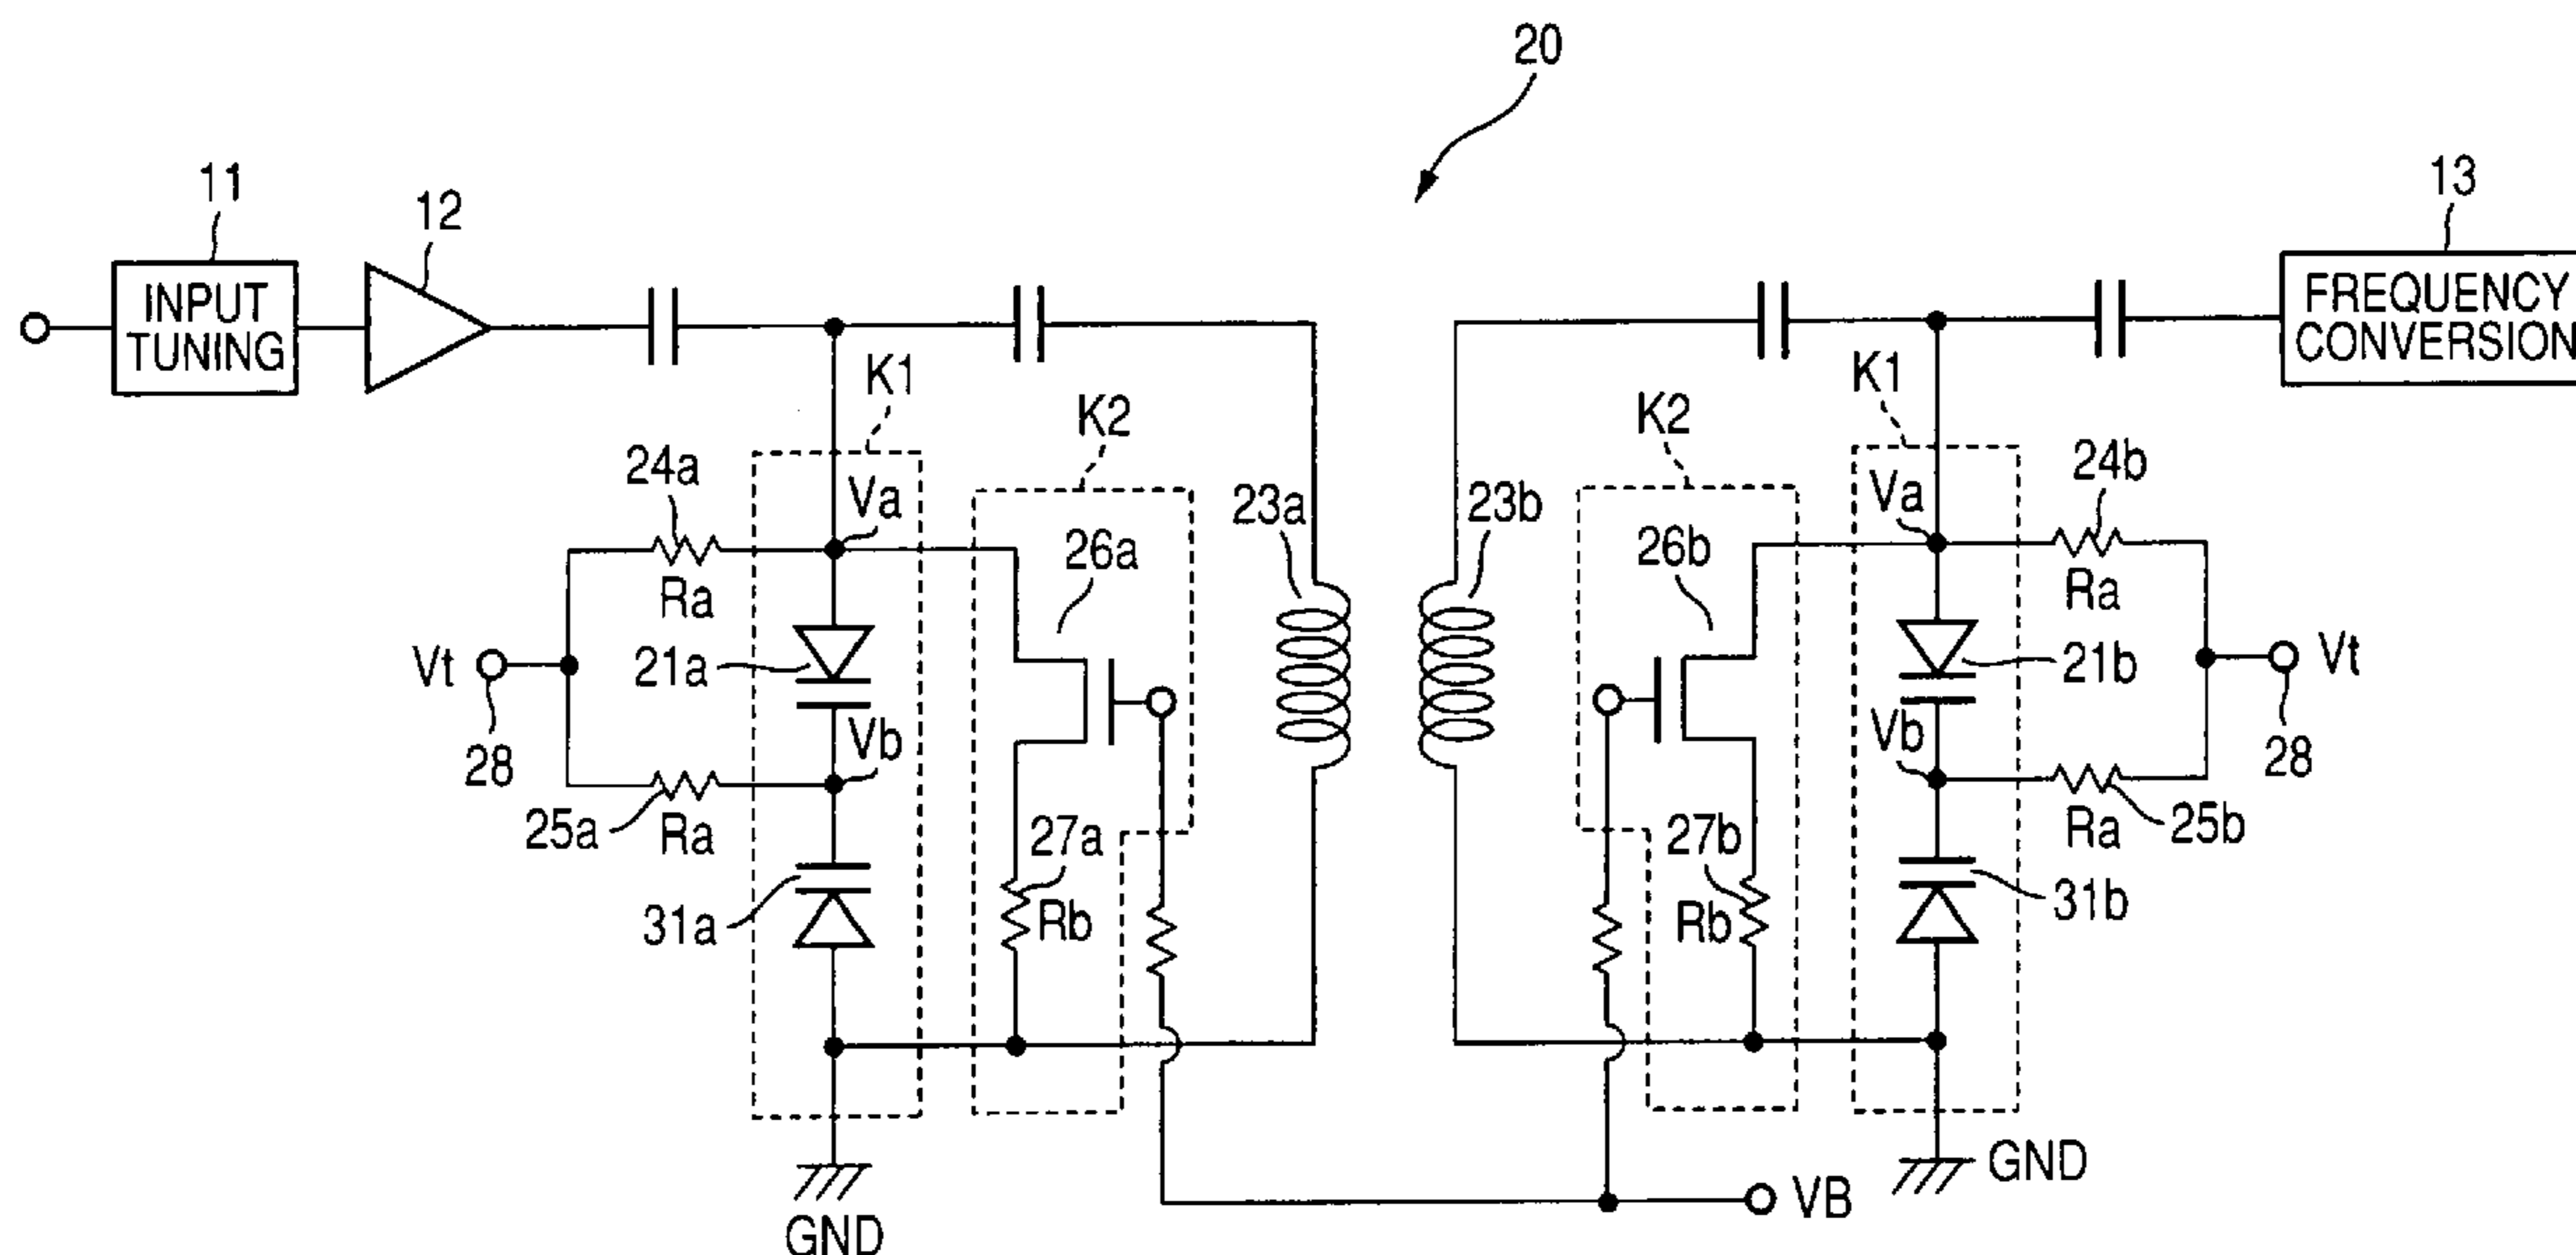 20
11
12
13
INPUT
TUNING
FREQUENCY
CONVERSION
K1
K2
K2
K1
24a
Va
26a
23a
23b
26b
Va
24b
Ra
Ra
Vt
28
21a
21b
Vt
28
Vb
Vb
25a
Ra
27a
27b
Ra
25b
31a
Rb
Rb
31b
GND
VB
GND